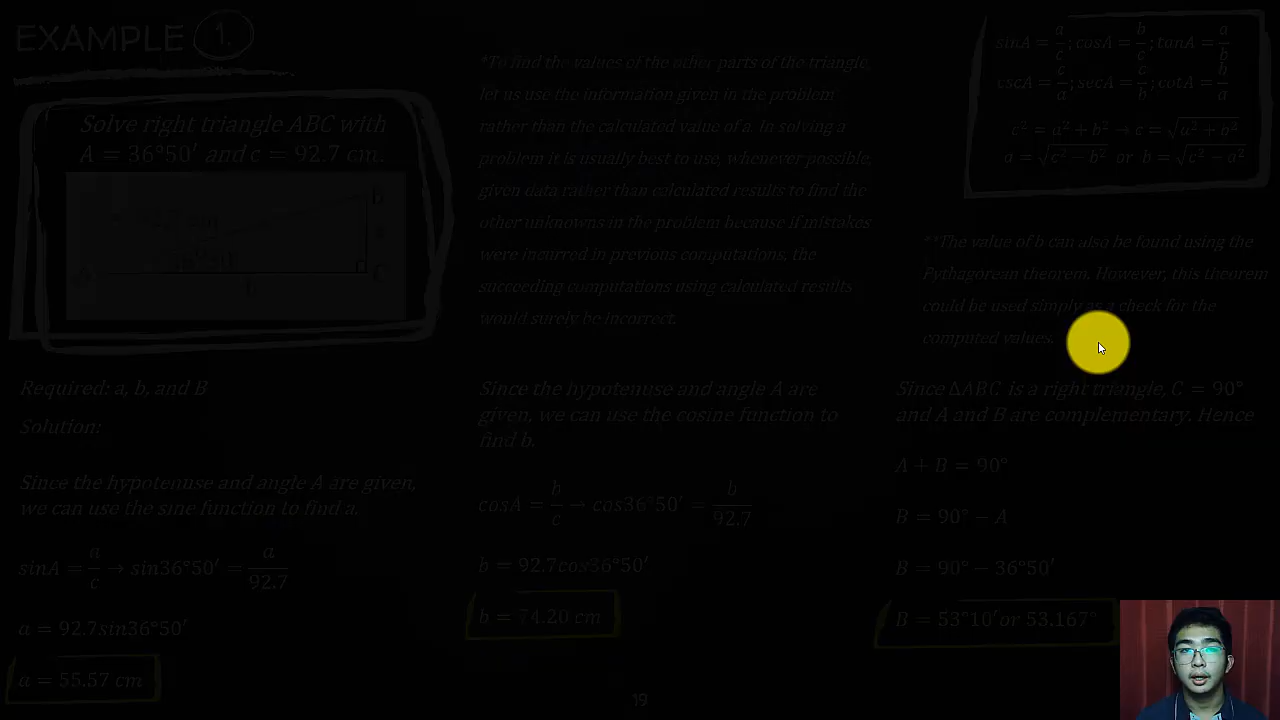 EXAMPLE 1.
Solve right triangle ABC with
A = 36°50′ and c = 92.7 cm.
A
b
C
Required: a, b, and B
Solution:
Since the hypotenuse and angle A are given,
we can use the sine function to find a.
sinA = a/c → sin36°50′ = a/92.7
a = 92.7sin36°50′
a = 55.57 cm
*To find the values of the other parts of the triangle,
let us use the information given in the problem
rather than the calculated value of a. In solving a
problem it is usually best to use, whenever possible,
given data rather than calculated results to find the
other unknowns in the problem because if mistakes
were incurred in previous computations, the
succeeding computations using calculated results
would surely be incorrect.
Since the hypotenuse and angle A are
given, we can use the cosine function to
find b.
cosA = b/c → cos36°50′ = b/92.7
b = 92.7cos36°50′
b = 74.20 cm
sinA = a/c ; cosA = b/c ; tanA = a/b
cscA = c/a ; secA = c/b ; cotA = b/a
c² = a² + b² → c = √(a² + b²)
a = √(c² − b²) or b = √(c² − a²)
**The value of b can also be found using the
Pythagorean theorem. However, this theorem
could be used simply as a check for the
computed values.
Since ΔABC is a right triangle, C = 90°
and A and B are complementary. Hence
A + B = 90°
B = 90° − A
B = 90° − 36°50′
B = 53°10′ or 53.167°
19